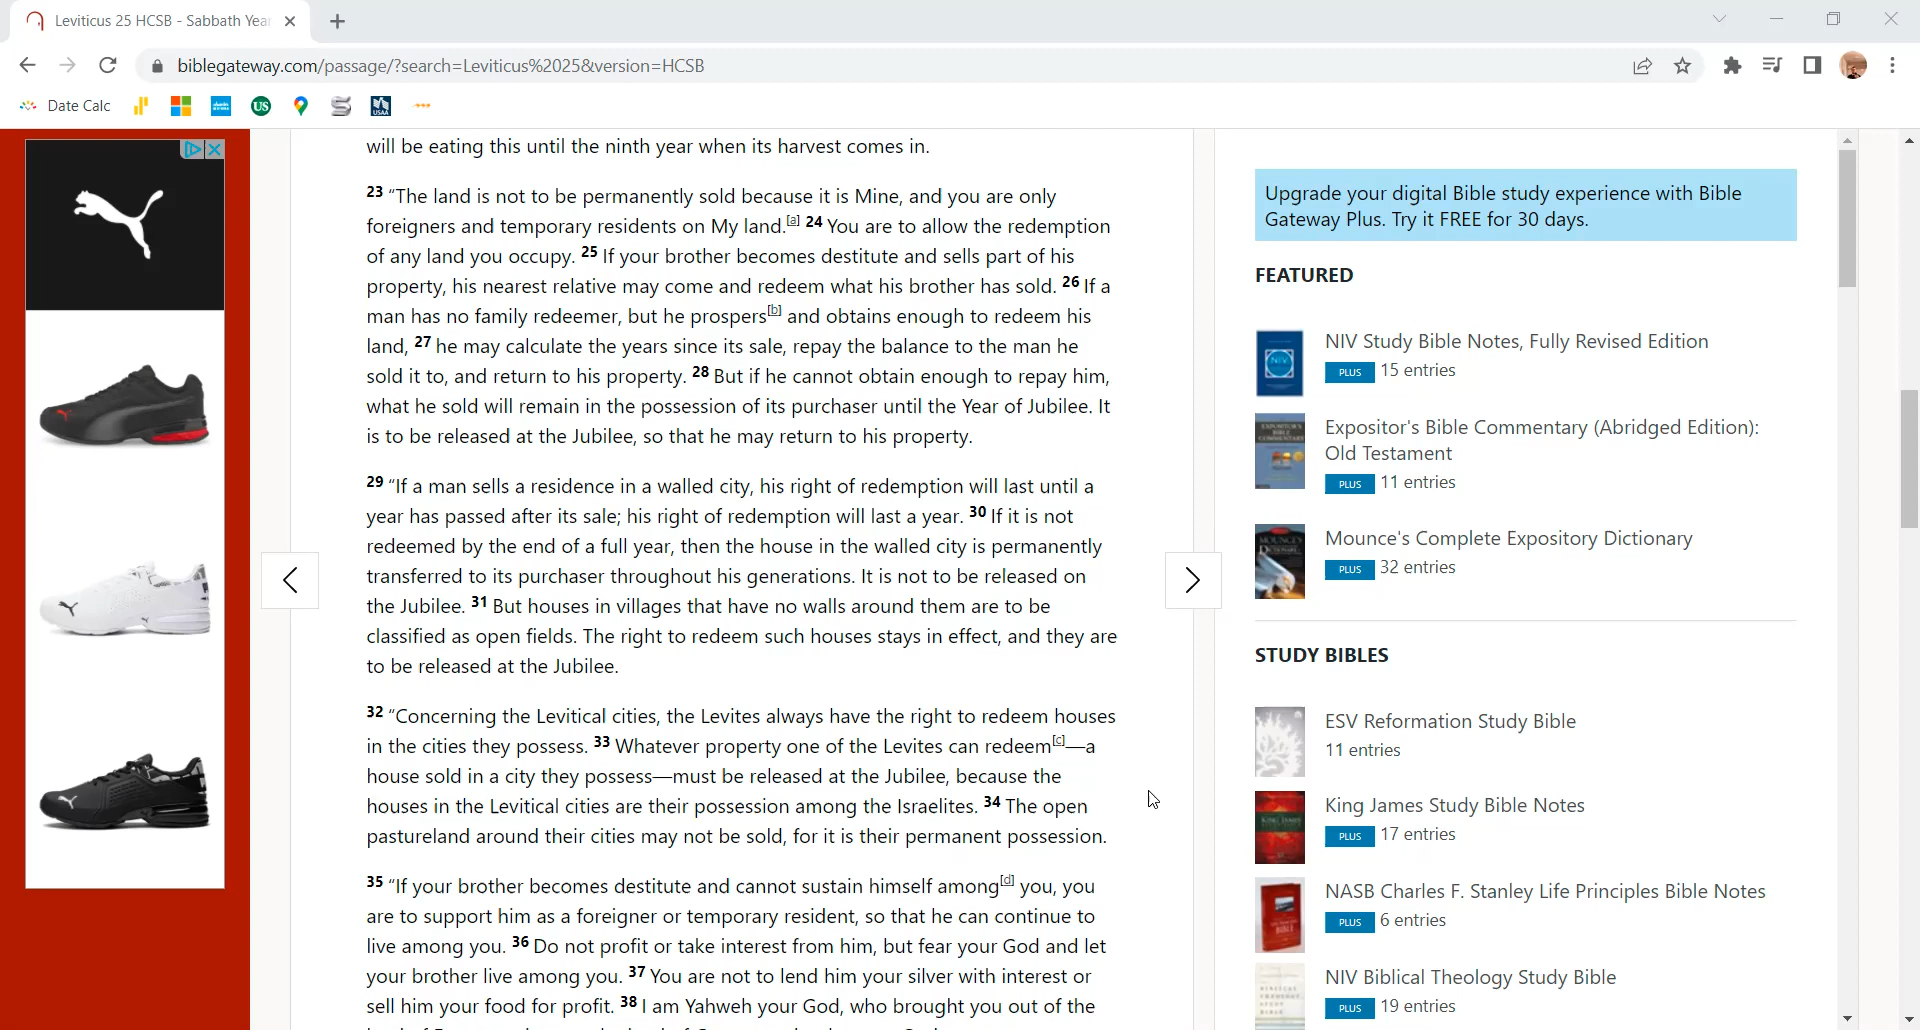 Leviticus 25 HCSB - Sabbath Year
biblegateway.com/passage/?search=Leviticus%2025&version=HCSB
Date Calc
US
USAA
will be eating this until the ninth year when its harvest comes in.
23 “The land is not to be permanently sold because it is Mine, and you are only
foreigners and temporary residents on My land.[a] 24 You are to allow the redemption
of any land you occupy. 25 If your brother becomes destitute and sells part of his
property, his nearest relative may come and redeem what his brother has sold. 26 If a
man has no family redeemer, but he prospers[b] and obtains enough to redeem his
land, 27 he may calculate the years since its sale, repay the balance to the man he
sold it to, and return to his property. 28 But if he cannot obtain enough to repay him,
what he sold will remain in the possession of its purchaser until the Year of Jubilee. It
is to be released at the Jubilee, so that he may return to his property.
29 “If a man sells a residence in a walled city, his right of redemption will last until a
year has passed after its sale; his right of redemption will last a year. 30 If it is not
redeemed by the end of a full year, then the house in the walled city is permanently
transferred to its purchaser throughout his generations. It is not to be released on
the Jubilee. 31 But houses in villages that have no walls around them are to be
classified as open fields. The right to redeem such houses stays in effect, and they are
to be released at the Jubilee.
32 “Concerning the Levitical cities, the Levites always have the right to redeem houses
in the cities they possess. 33 Whatever property one of the Levites can redeem[c]—a
house sold in a city they possess—must be released at the Jubilee, because the
houses in the Levitical cities are their possession among the Israelites. 34 The open
pastureland around their cities may not be sold, for it is their permanent possession.
35 “If your brother becomes destitute and cannot sustain himself among[d] you, you
are to support him as a foreigner or temporary resident, so that he can continue to
live among you. 36 Do not profit or take interest from him, but fear your God and let
your brother live among you. 37 You are not to lend him your silver with interest or
sell him your food for profit. 38 I am Yahweh your God, who brought you out of the
Upgrade your digital Bible study experience with Bible
Gateway Plus. Try it FREE for 30 days.
FEATURED
NIV
NIV Study Bible Notes, Fully Revised Edition
PLUS 15 entries
EXPOSITOR'S
BIBLE
COMMENTARY
Expositor's Bible Commentary (Abridged Edition):
Old Testament
PLUS 11 entries
MOUNCE'S
DICTIONARY
Mounce's Complete Expository Dictionary
PLUS 32 entries
STUDY BIBLES
ESV Reformation Study Bible
11 entries
KING JAMES
King James Study Bible Notes
PLUS 17 entries
BIBLE
NASB Charles F. Stanley Life Principles Bible Notes
PLUS 6 entries
BIBLICAL
THEOLOGY
STUDY
BIBLE
NIV Biblical Theology Study Bible
PLUS 19 entries